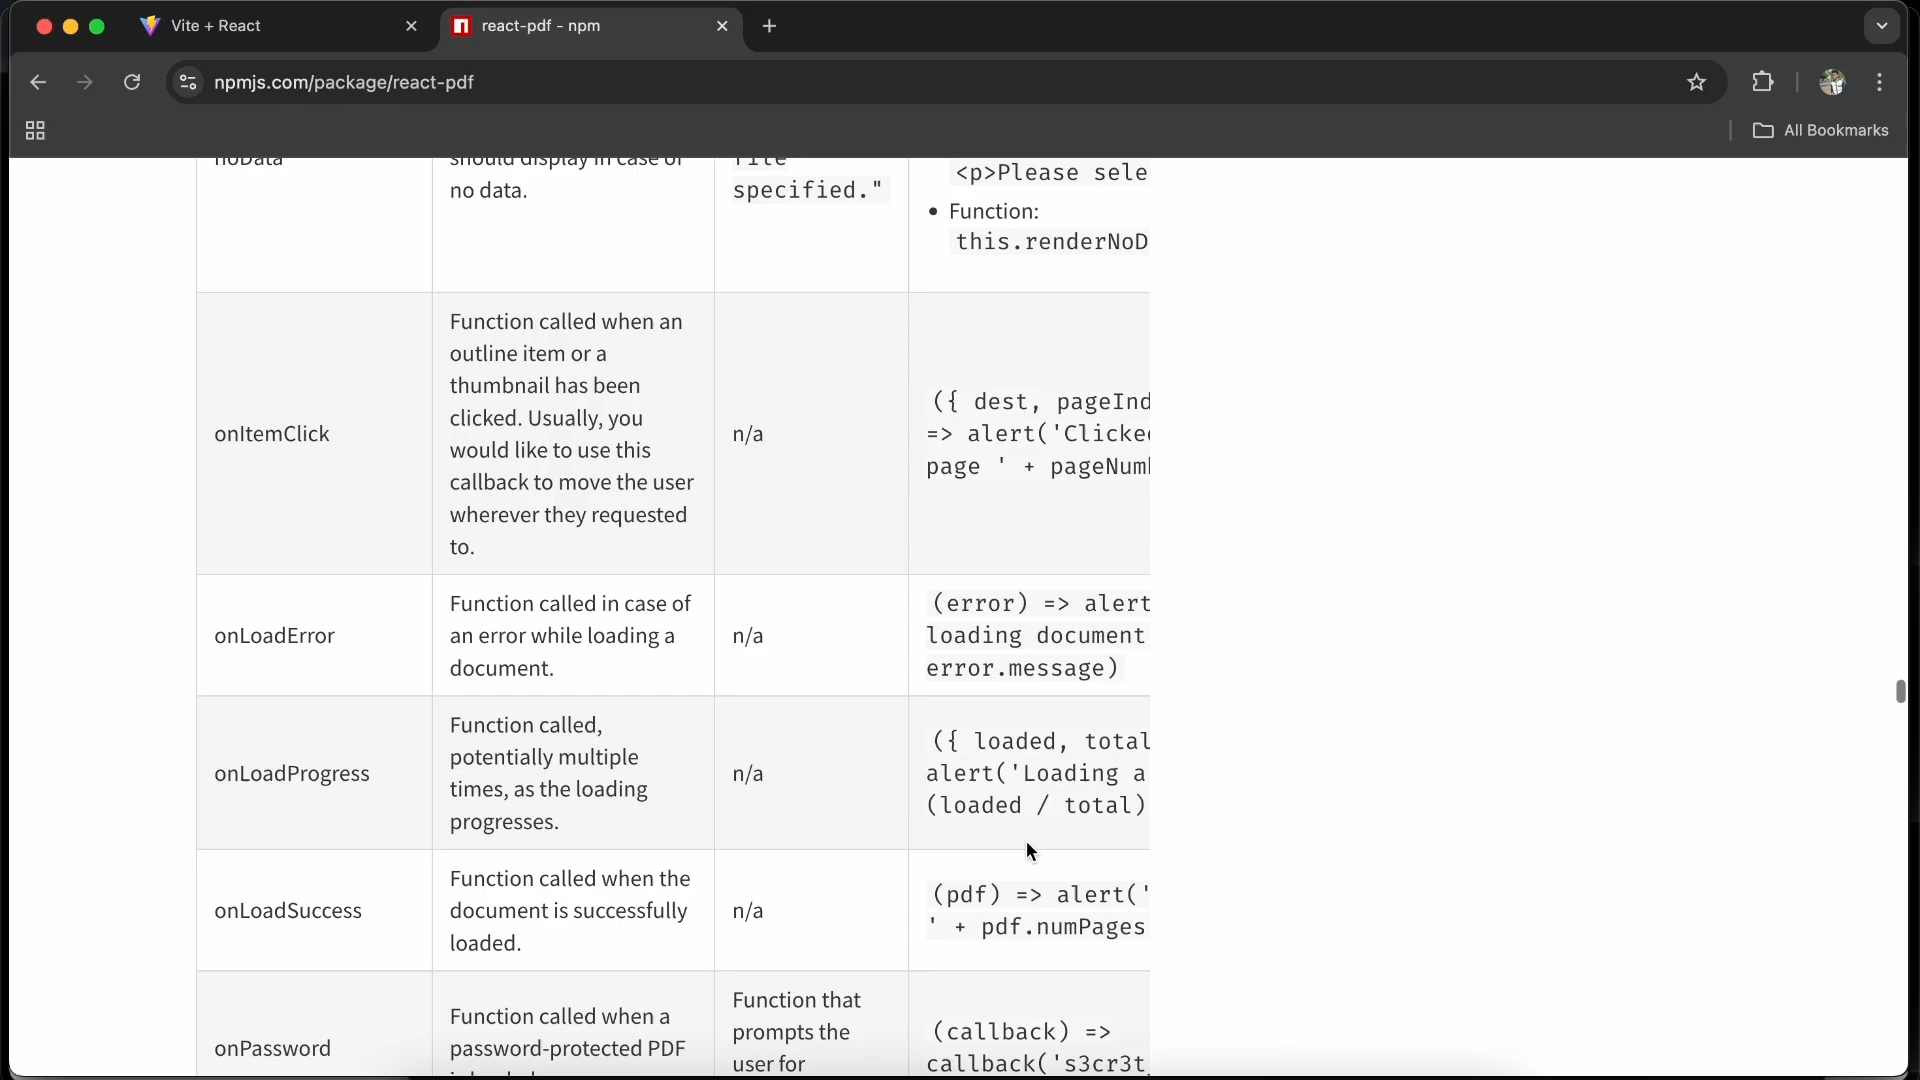 Vite + React
react-pdf - npm
npmjs.com/package/react-pdf
All Bookmarks
noData
should display in case of
no data.
file
specified."
<p>Please sele
• Function:
this.renderNoD
onItemClick
Function called when an
outline item or a
thumbnail has been
clicked. Usually, you
would like to use this
callback to move the user
wherever they requested
to.
n/a
({ dest, pageInd
=> alert('Clicked
page ' + pageNum
onLoadError
Function called in case of
an error while loading a
document.
n/a
(error) => alert
loading document
error.message)
onLoadProgress
Function called,
potentially multiple
times, as the loading
progresses.
n/a
({ loaded, total
alert('Loading a
(loaded / total)
onLoadSuccess
Function called when the
document is successfully
loaded.
n/a
(pdf) => alert('
' + pdf.numPages
onPassword
Function called when a
password-protected PDF
Function that
prompts the
user for
(callback) =>
callback('s3cr3t_